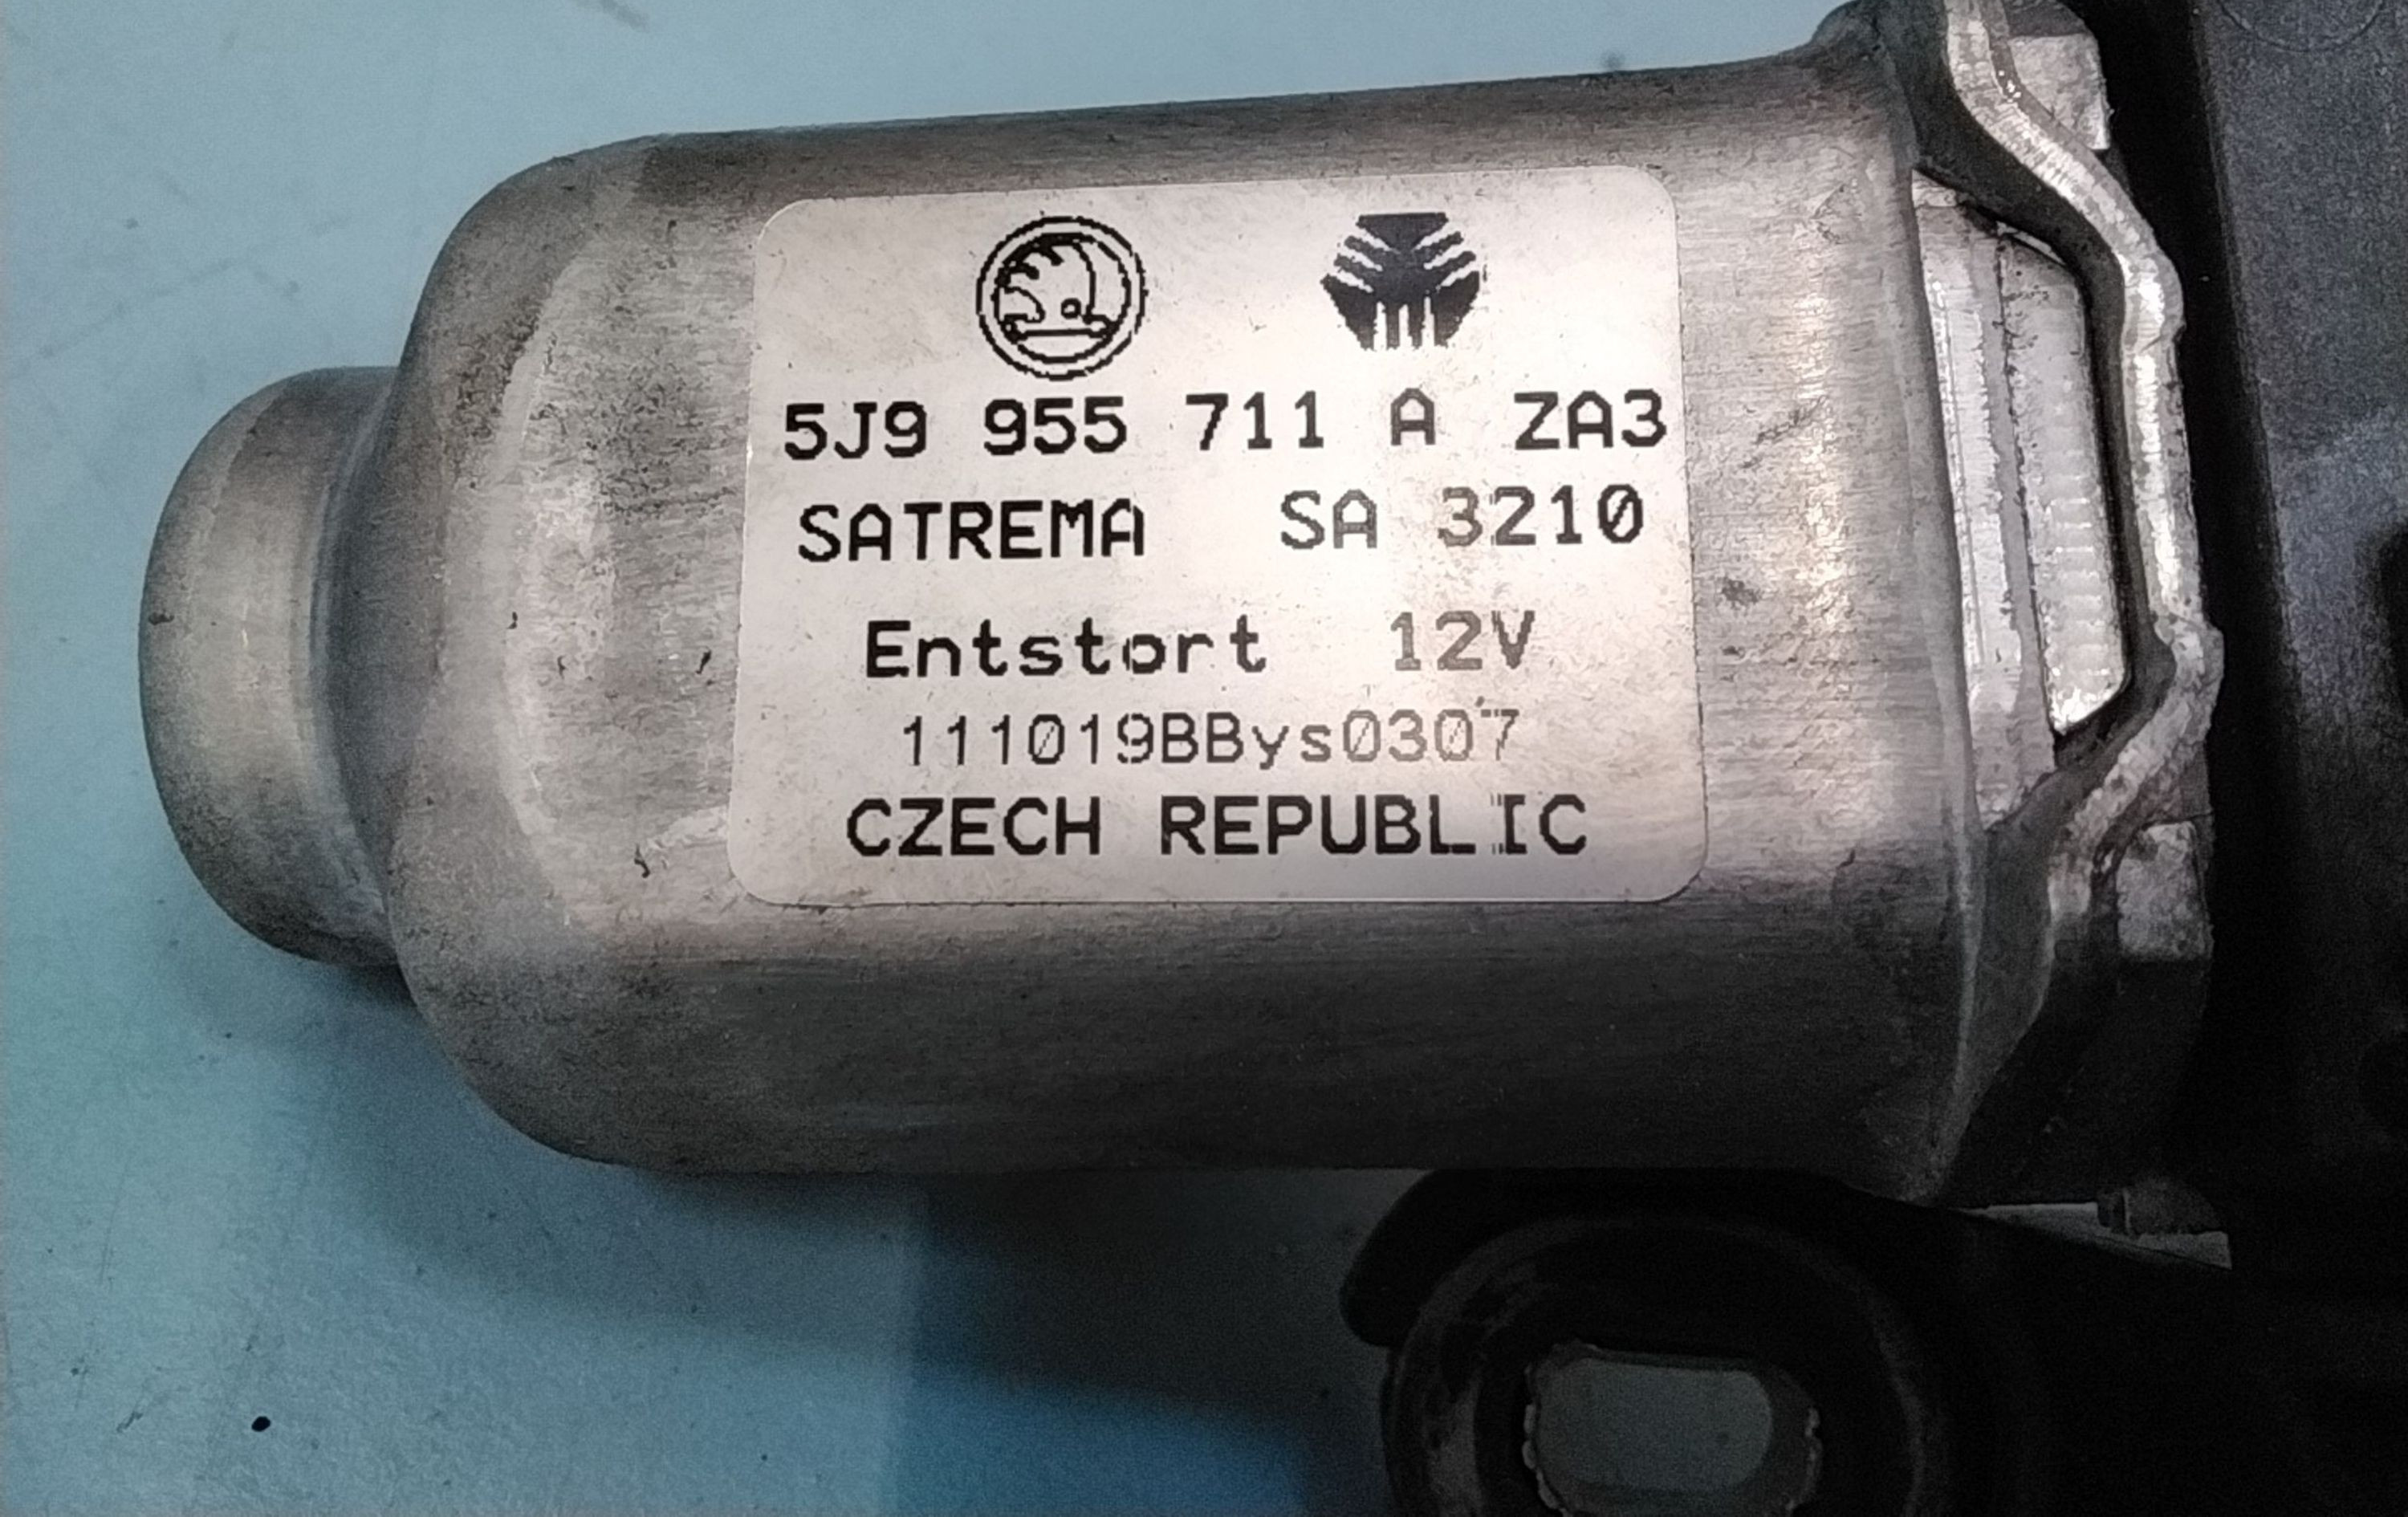 5J9 955 711 A ZA3
SATREMA SA 3210
Entstort 12V
111019BBys0307
CZECH REPUBLIC